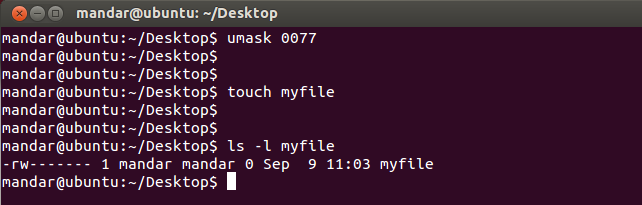 mandar@ubuntu: ~/Desktop
mandar@ubuntu:~/Desktop$ umask 0077
mandar@ubuntu:~/Desktop$
mandar@ubuntu:~/Desktop$
mandar@ubuntu:~/Desktop$ touch myfile
mandar@ubuntu:~/Desktop$
mandar@ubuntu:~/Desktop$
mandar@ubuntu:~/Desktop$ ls -l myfile
-rw------- 1 mandar mandar 0 Sep  9 11:03 myfile
mandar@ubuntu:~/Desktop$